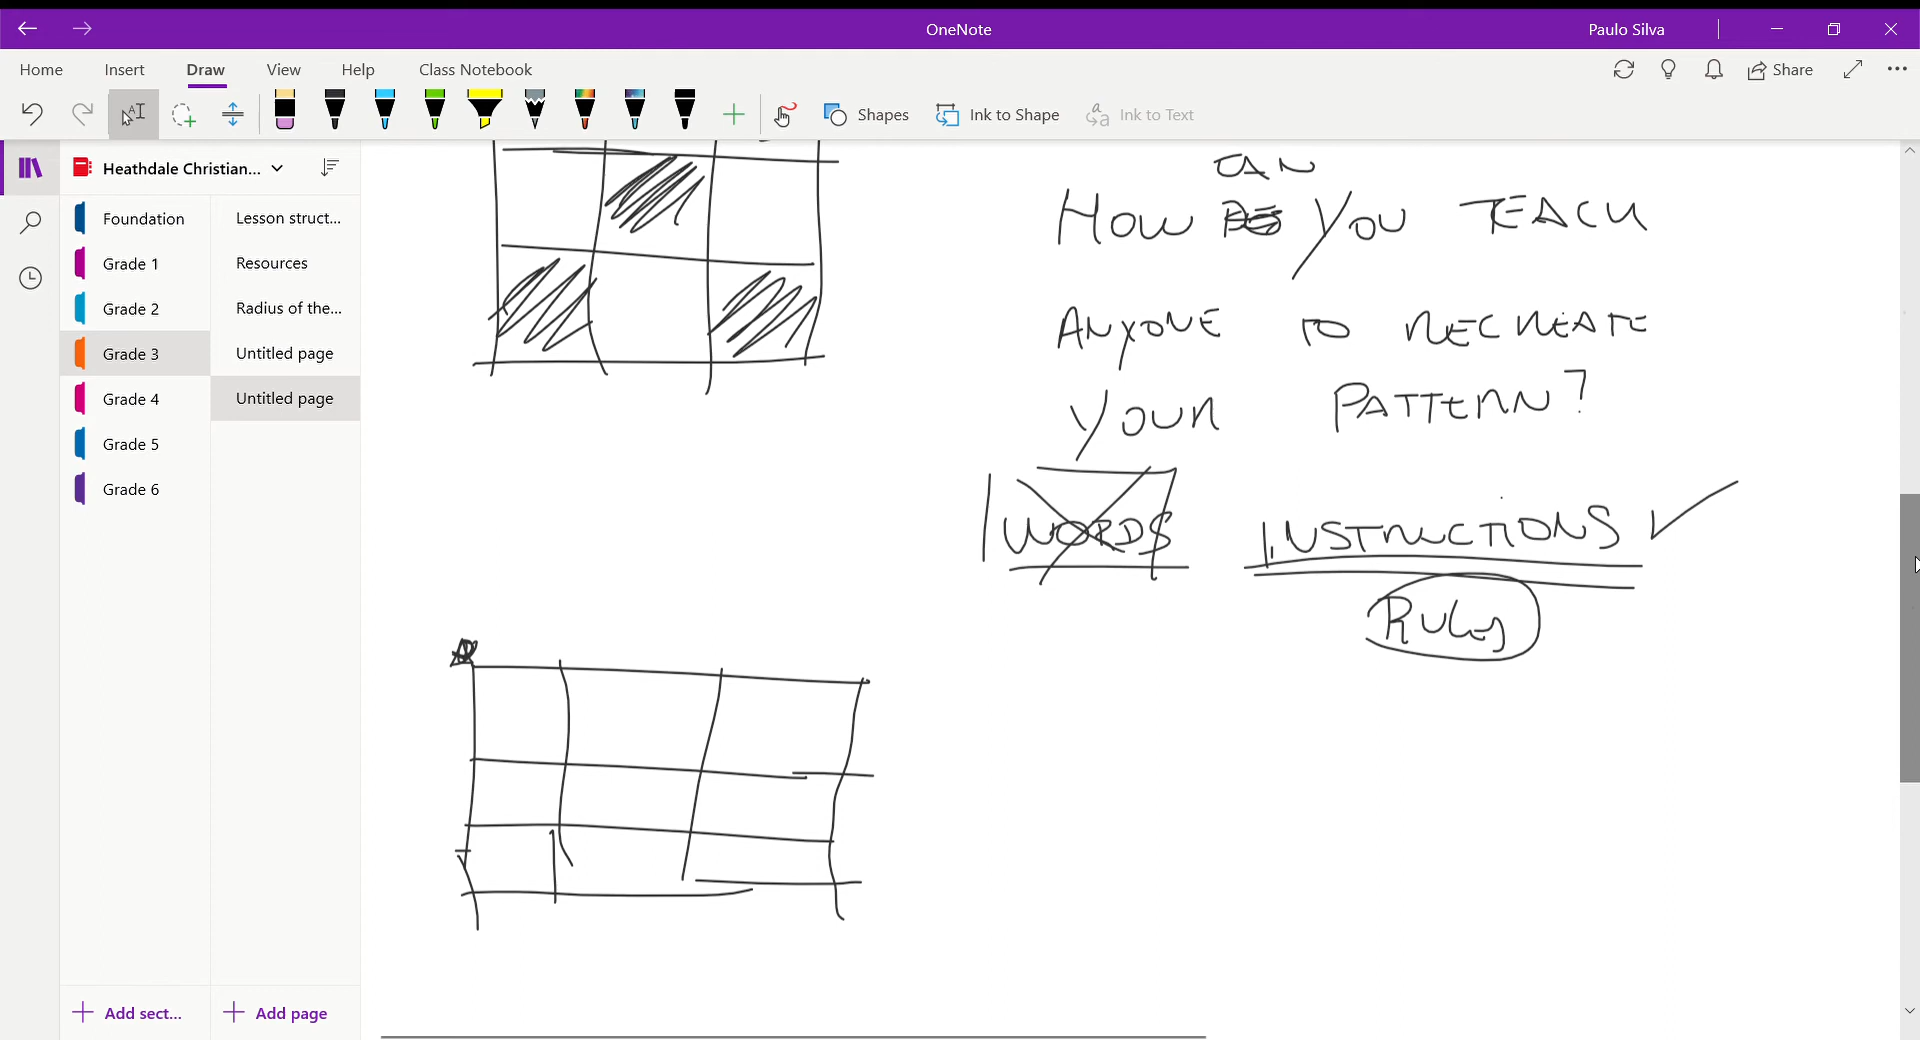 OneNote
Paulo Silva
Home Insert Draw View Help Class Notebook
Share
Shapes Ink to Shape Ink to Text
Heathdale Christian...
Foundation
Grade 1
Grade 2
Grade 3
Grade 4
Grade 5
Grade 6
Lesson struct...
Resources
Radius of the...
Untitled page
Untitled page
Add sect...
Add page
CAN
HOW DO YOU TEACH
ANYONE TO RECREATE
YOUR PATTERN?
WORDS INSTRUCTIONS
RULES